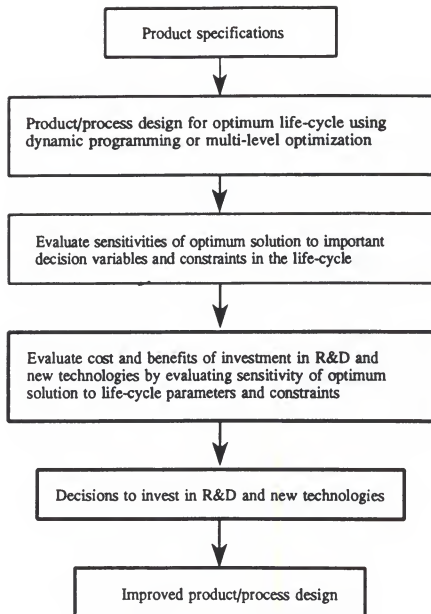 Product specifications
Product/process design for optimum life-cycle using
dynamic programming or multi-level optimization
Evaluate sensitivities of optimum solution to important
decision variables and constraints in the life-cycle
Evaluate cost and benefits of investment in R&D and
new technologies by evaluating sensitivity of optimum
solution to life-cycle parameters and constraints
Decisions to invest in R&D and new technologies
Improved product/process design